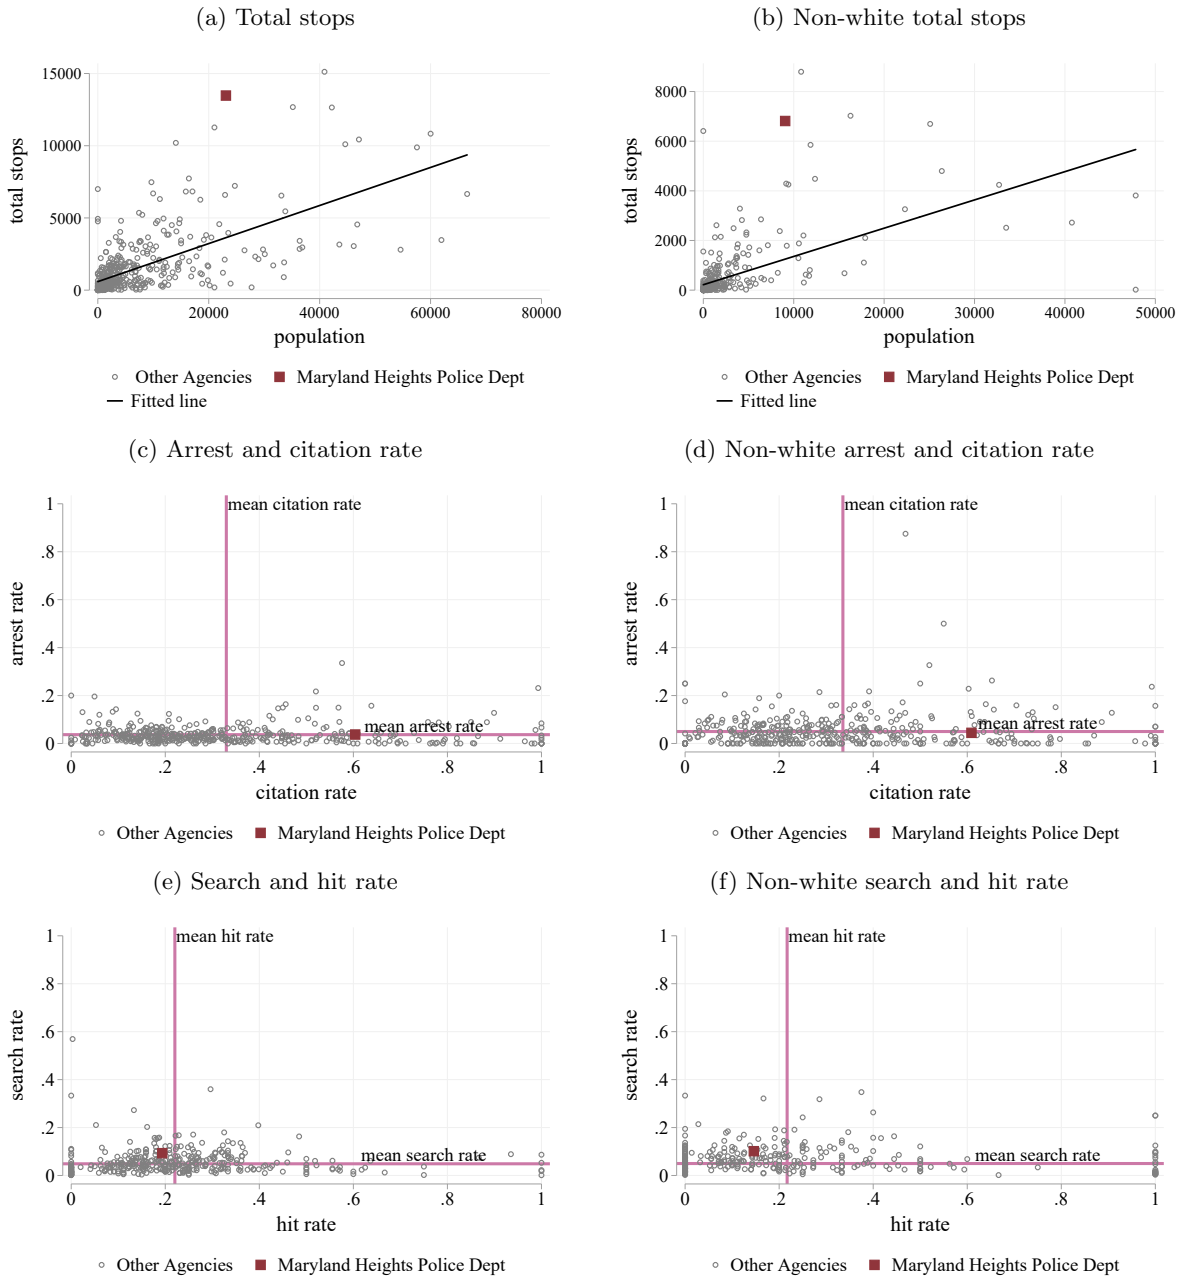 (a) Total stops
(b) Non-white total stops
total stops
15000
10000
5000
0
0 20000 40000 60000 80000
population
Other Agencies Maryland Heights Police Dept
Fitted line
total stops
8000
6000
4000
2000
0
0 10000 20000 30000 40000 50000
population
Other Agencies Maryland Heights Police Dept
Fitted line
(c) Arrest and citation rate
(d) Non-white arrest and citation rate
arrest rate
1
.8
.6
.4
.2
0
mean citation rate
mean arrest rate
0 .2 .4 .6 .8 1
citation rate
Other Agencies Maryland Heights Police Dept
arrest rate
1
.8
.6
.4
.2
0
mean citation rate
mean arrest rate
0 .2 .4 .6 .8 1
citation rate
Other Agencies Maryland Heights Police Dept
(e) Search and hit rate
(f) Non-white search and hit rate
search rate
1
.8
.6
.4
.2
0
mean hit rate
mean search rate
0 .2 .4 .6 .8 1
hit rate
Other Agencies Maryland Heights Police Dept
search rate
1
.8
.6
.4
.2
0
mean hit rate
mean search rate
0 .2 .4 .6 .8 1
hit rate
Other Agencies Maryland Heights Police Dept